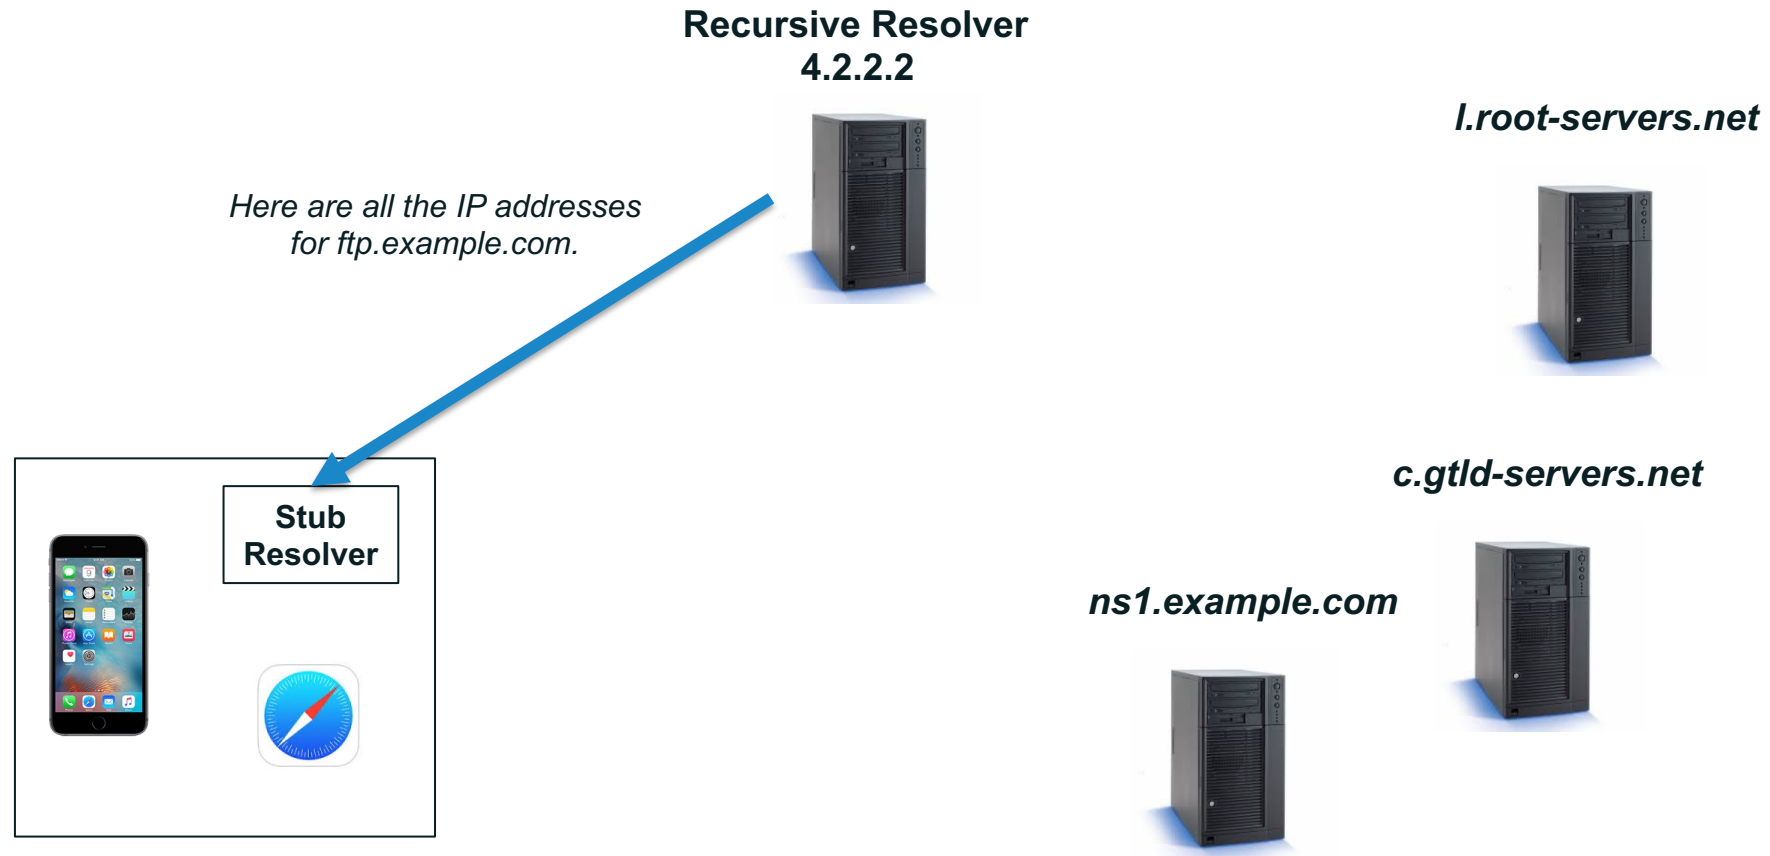 Recursive Resolver
4.2.2.2
l.root-servers.net
Here are all the IP addresses
for ftp.example.com.
c.gtld-servers.net
Stub
Resolver
ns1.example.com